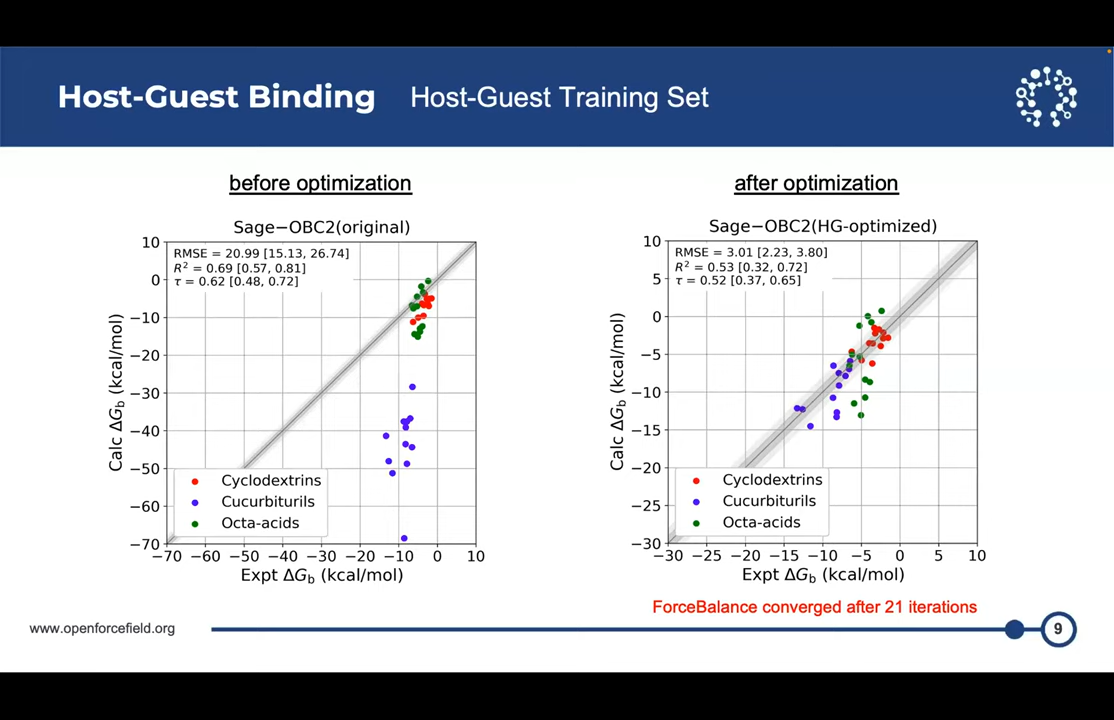 Host-Guest Binding Host-Guest Training Set
before optimization
Sage−OBC2(original)
RMSE = 20.99 [15.13, 26.74]
R² = 0.69 [0.57, 0.81]
τ = 0.62 [0.48, 0.72]
10
0
−10
−20
−30
−40
−50
−60
−70
Calc ΔG_b (kcal/mol)
Cyclodextrins
Cucurbiturils
Octa-acids
−70 −60 −50 −40 −30 −20 −10 0 10
Expt ΔG_b (kcal/mol)
after optimization
Sage−OBC2(HG-optimized)
RMSE = 3.01 [2.23, 3.80]
R² = 0.53 [0.32, 0.72]
τ = 0.52 [0.37, 0.65]
10
5
0
−5
−10
−15
−20
−25
−30
Calc ΔG_b (kcal/mol)
Cyclodextrins
Cucurbiturils
Octa-acids
−30 −25 −20 −15 −10 −5 0 5 10
Expt ΔG_b (kcal/mol)
ForceBalance converged after 21 iterations
www.openforcefield.org
9